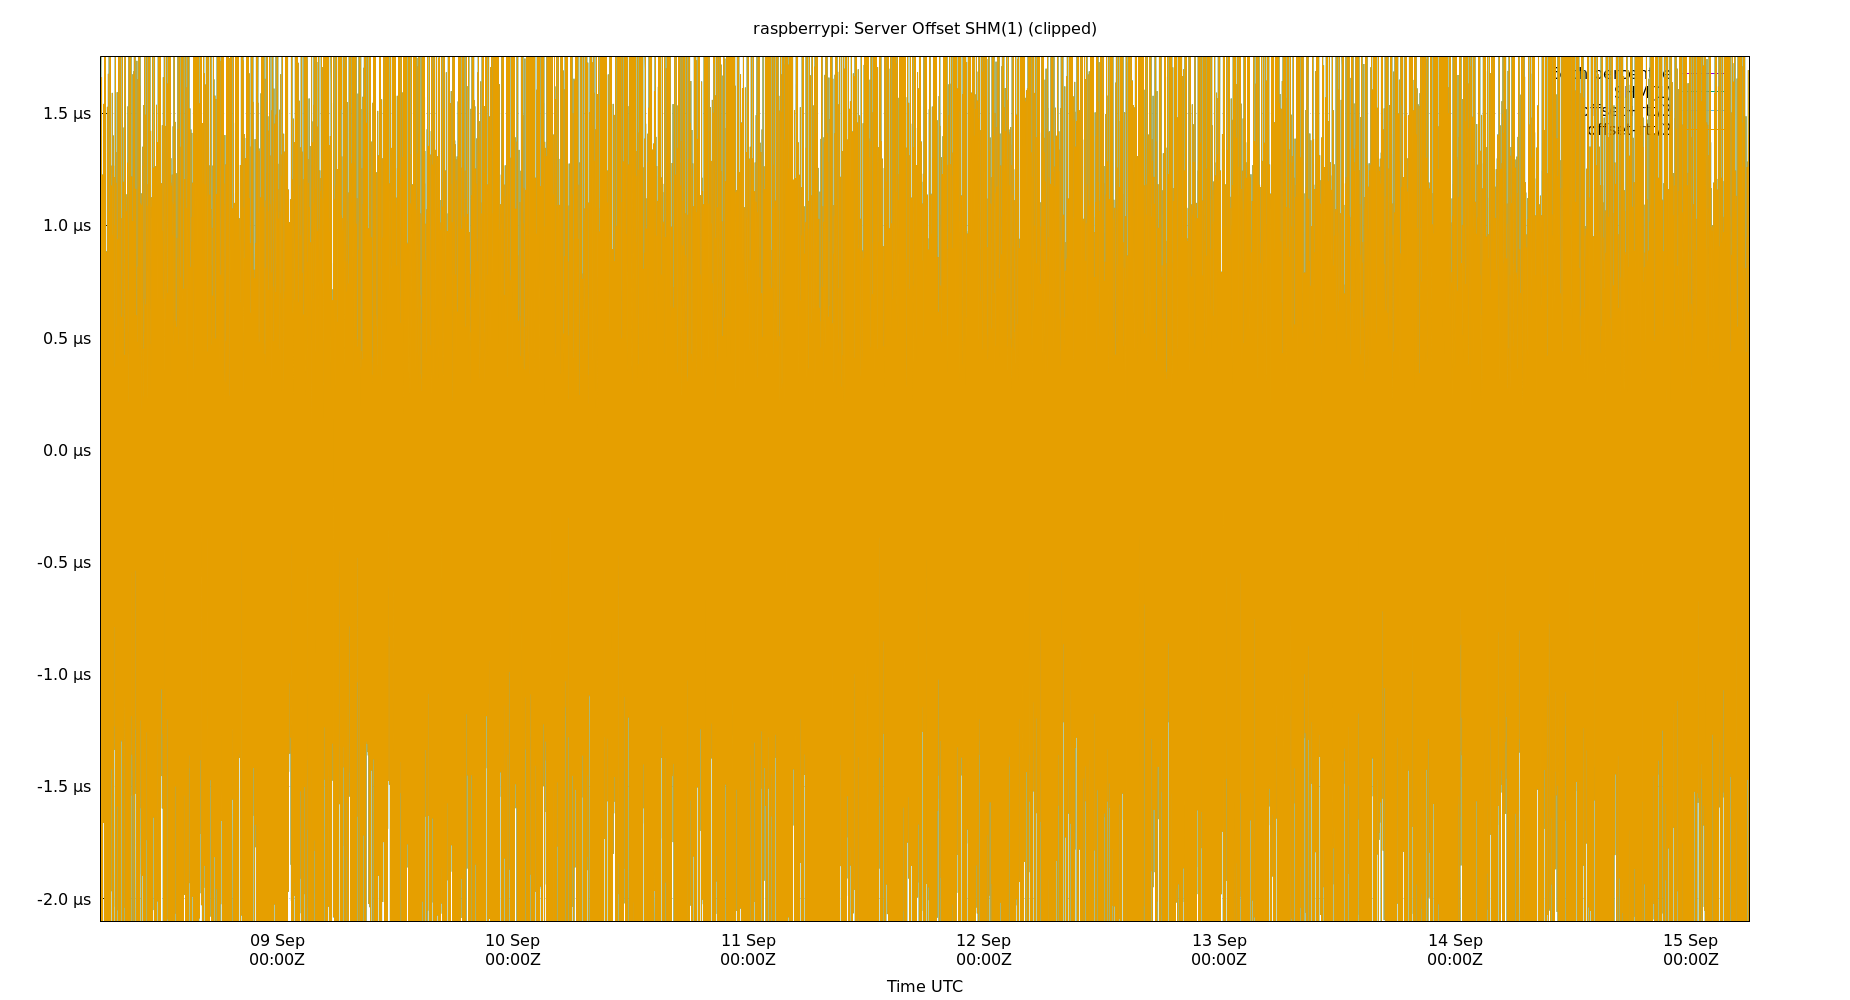 raspberrypi: Server Offset SHM(1) (clipped)
1.5 µs
1.0 µs
0.5 µs
0.0 µs
-0.5 µs
-1.0 µs
-1.5 µs
-2.0 µs
09 Sep 10 Sep 11 Sep 12 Sep 13 Sep 14 Sep 15 Sep
00:00Z 00:00Z 00:00Z 00:00Z 00:00Z 00:00Z 00:00Z
Time UTC